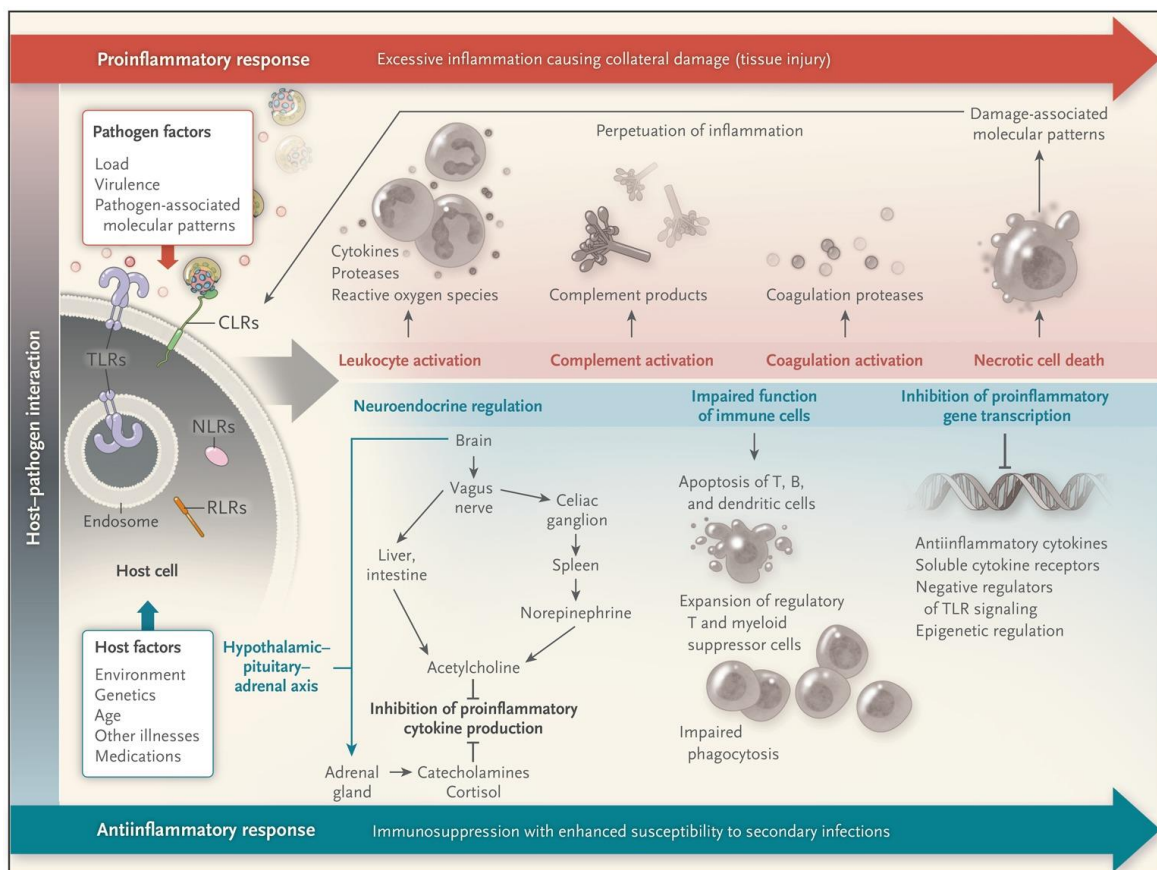 Proinflammatory response
Excessive inflammation causing collateral damage (tissue injury)
Host–pathogen interaction
Pathogen factors
Load
Virulence
Pathogen-associated
molecular patterns
TLRs
CLRs
NLRs
RLRs
Endosome
Host cell
Host factors
Environment
Genetics
Age
Other illnesses
Medications
Perpetuation of inflammation
Damage-associated
molecular patterns
Cytokines
Proteases
Reactive oxygen species
Complement products
Coagulation proteases
Leukocyte activation
Complement activation
Coagulation activation
Necrotic cell death
Neuroendocrine regulation
Brain
Vagus
nerve
Celiac
ganglion
Liver,
intestine
Spleen
Norepinephrine
Hypothalamic–
pituitary–
adrenal axis
Acetylcholine
Inhibition of proinflammatory
cytokine production
Adrenal
gland
Catecholamines
Cortisol
Impaired function
of immune cells
Apoptosis of T, B,
and dendritic cells
Expansion of regulatory
T and myeloid
suppressor cells
Impaired
phagocytosis
Inhibition of proinflammatory
gene transcription
Antiinflammatory cytokines
Soluble cytokine receptors
Negative regulators
of TLR signaling
Epigenetic regulation
Antiinflammatory response
Immunosuppression with enhanced susceptibility to secondary infections